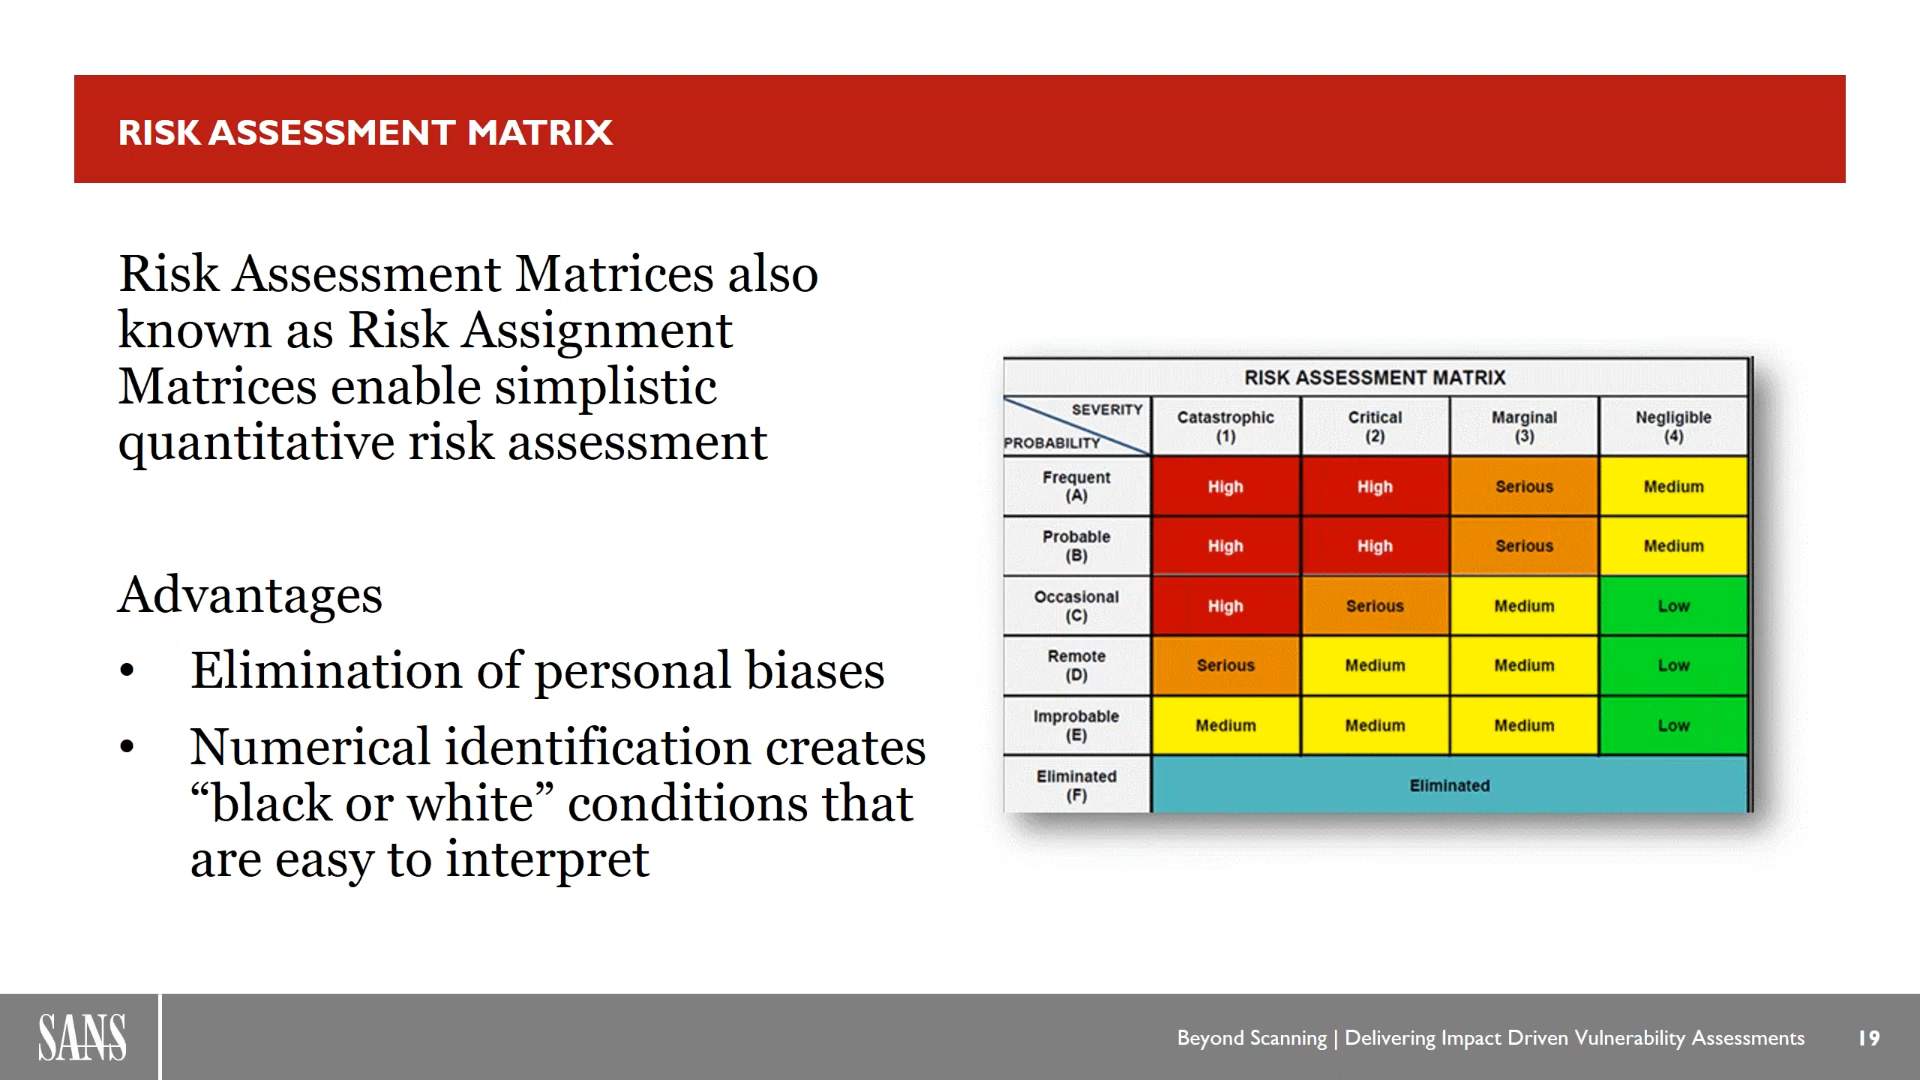 RISK ASSESSMENT MATRIX
Risk Assessment Matrices also
known as Risk Assignment
Matrices enable simplistic
quantitative risk assessment
Advantages
• Elimination of personal biases
• Numerical identification creates
“black or white” conditions that
are easy to interpret
RISK ASSESSMENT MATRIX
SEVERITY
PROBABILITY
Catastrophic (1) Critical (2) Marginal (3) Negligible (4)
Frequent (A) High High Serious Medium
Probable (B) High High Serious Medium
Occasional (C) High Serious Medium Low
Remote (D) Serious Medium Medium Low
Improbable (E) Medium Medium Medium Low
Eliminated (F) Eliminated
SANS
Beyond Scanning | Delivering Impact Driven Vulnerability Assessments 19